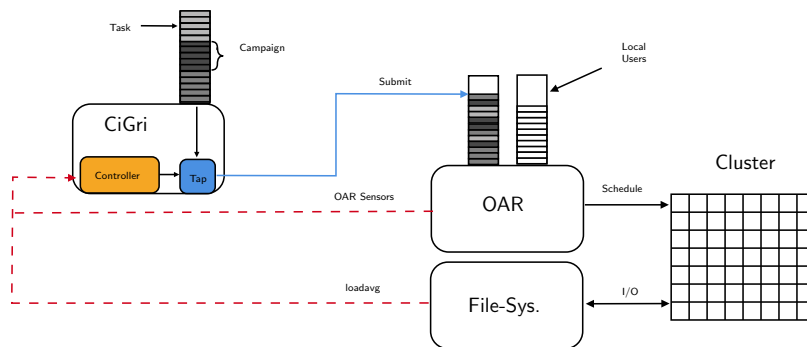 Task
Campaign
CiGri
Controller
Tap
Submit
Local
Users
OAR Sensors
OAR
Schedule
Cluster
loadavg
File-Sys.
I/O